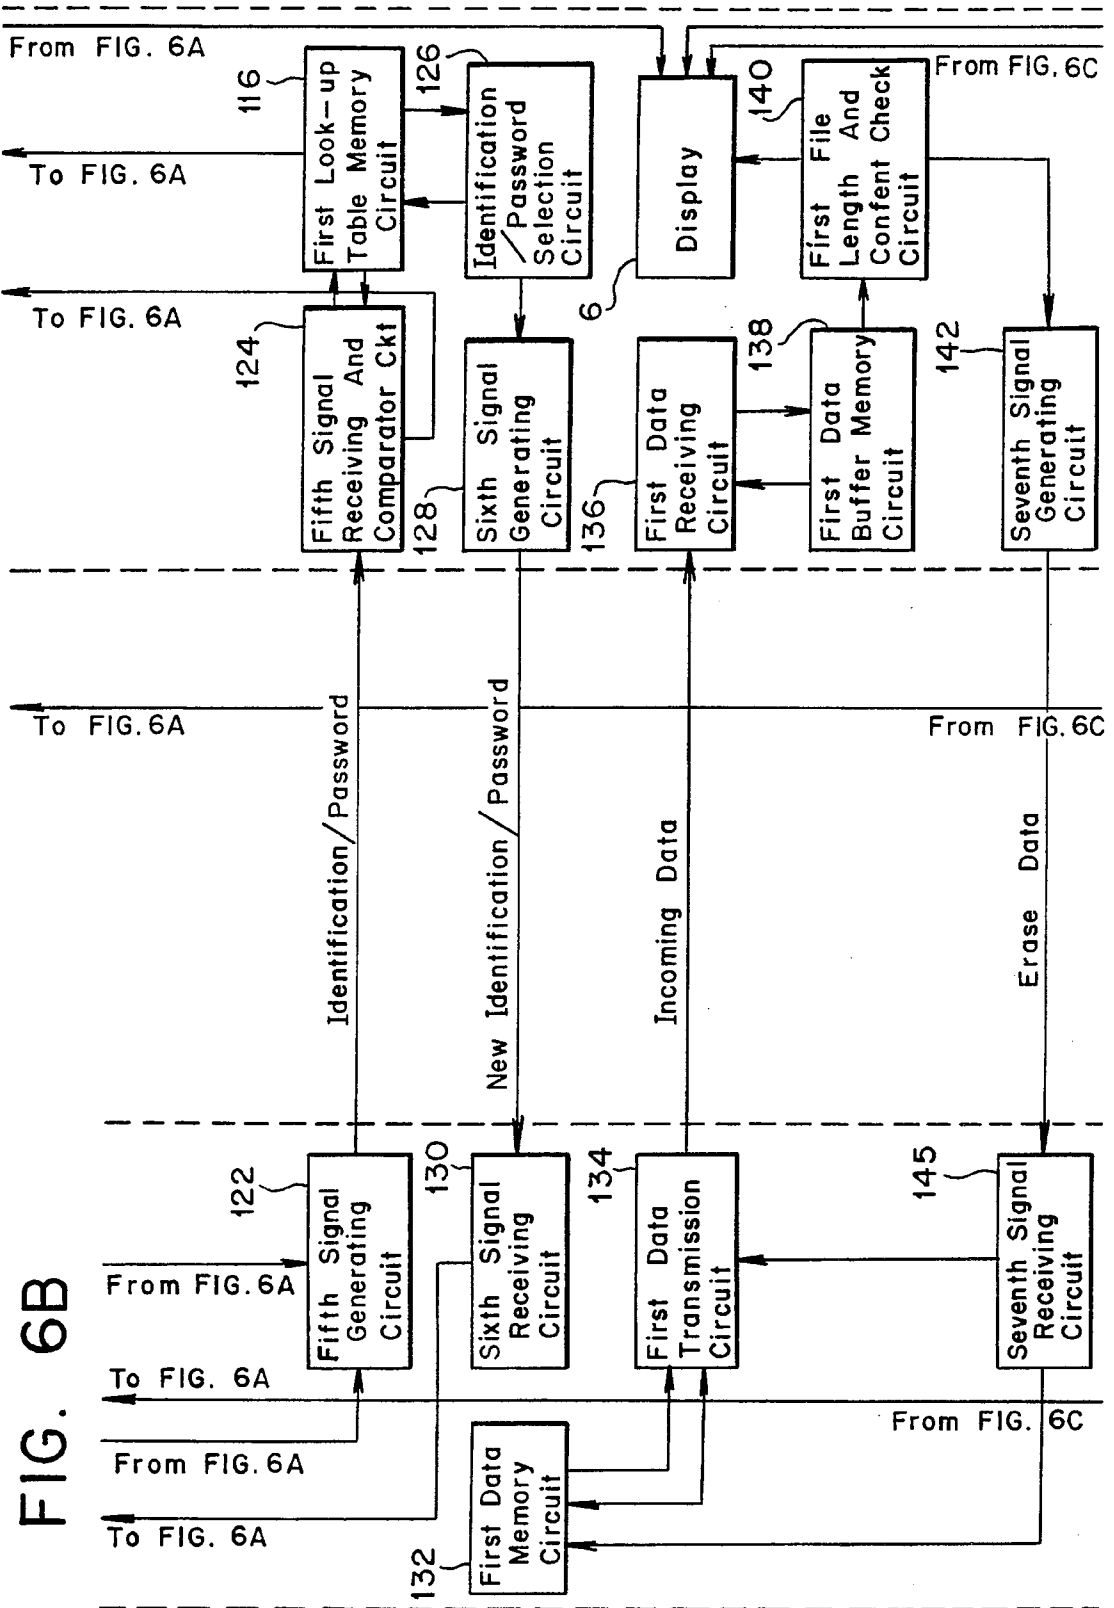 FIG. 6B
From FIG. 6A
To FIG. 6A
116
First Look-up
Table Memory
Circuit
126
Identification
/Password
Selection
Circuit
To FIG. 6A
124
Fifth Signal
Receiving And
Comparator Ckt
128
Sixth Signal
Generating
Circuit
6
Display
From FIG. 6C
140
First File
Length And
Confent Check
Circuit
136
First Data
Receiving
Circuit
138
First Data
Buffer Memory
Circuit
142
Seventh Signal
Generating
Circuit
To FIG. 6A
From FIG. 6C
Identification/Password
New Identification/Password
Incoming Data
Erase Data
From FIG. 6A
122
Fifth Signal
Generating
Circuit
130
Sixth Signal
Receiving
Circuit
134
First Data
Transmission
Circuit
145
Seventh Signal
Receiving
Circuit
To FIG. 6A
From FIG. 6C
From FIG. 6A
To FIG. 6A
132
First Data
Memory
Circuit